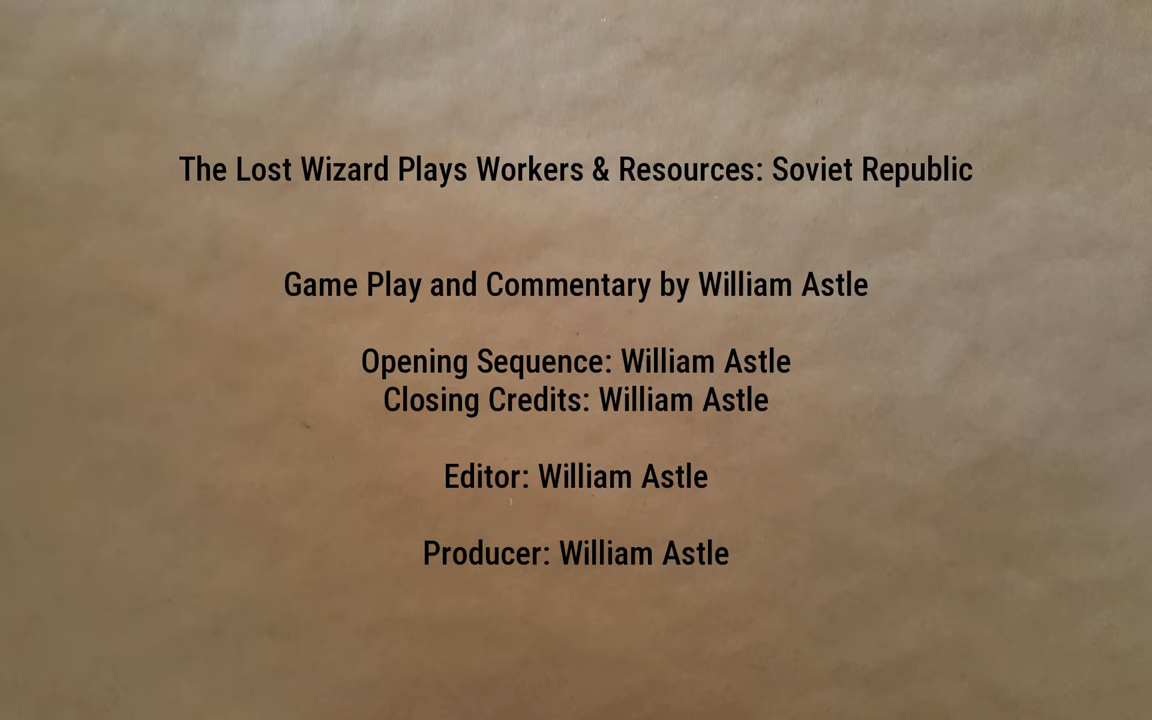 The Lost Wizard Plays Workers & Resources: Soviet Republic
Game Play and Commentary by William Astle
Opening Sequence: William Astle
Closing Credits: William Astle
Editor: William Astle
Producer: William Astle